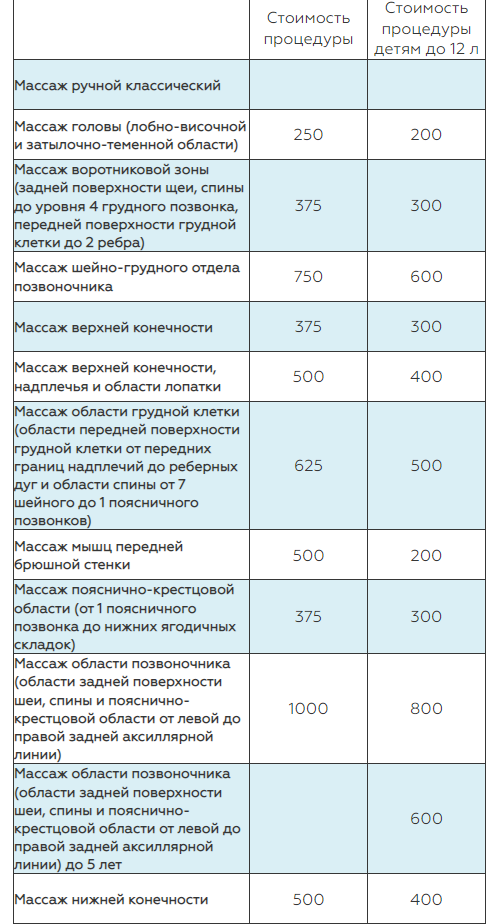 Стоимость
процедуры
Стоимость
процедуры
детям до 12 л
Массаж ручной классический
Массаж головы (лобно-височной
и затылочно-теменной области)
250
200
Массаж воротниковой зоны
(задней поверхности щеи, спины
до уровня 4 грудного позвонка,
передней поверхности грудной
клетки до 2 ребра)
375
300
Массаж шейно-грудного отдела
позвоночника
750
600
Массаж верхней конечности
375
300
Массаж верхней конечности,
надплечья и области лопатки
500
400
Массаж области грудной клетки
(области передней поверхности
грудной клетки от передних
границ надплечий до реберных
дуг и области спины от 7
шейного до 1 поясничного
позвонков)
625
500
Массаж мышц передней
брюшной стенки
500
200
Массаж пояснично-крестцовой
области (от 1 поясничного
позвонка до нижних ягодичных
складок)
375
300
Массаж области позвоночника
(области задней поверхности
шеи, спины и пояснично-
крестцовой области от левой до
правой задней аксиллярной
линии)
1000
800
Массаж области позвоночника
(области задней поверхности
шеи, спины и пояснично-
крестцовой области от левой до
правой задней аксиллярной
линии) до 5 лет
600
Массаж нижней конечности
500
400